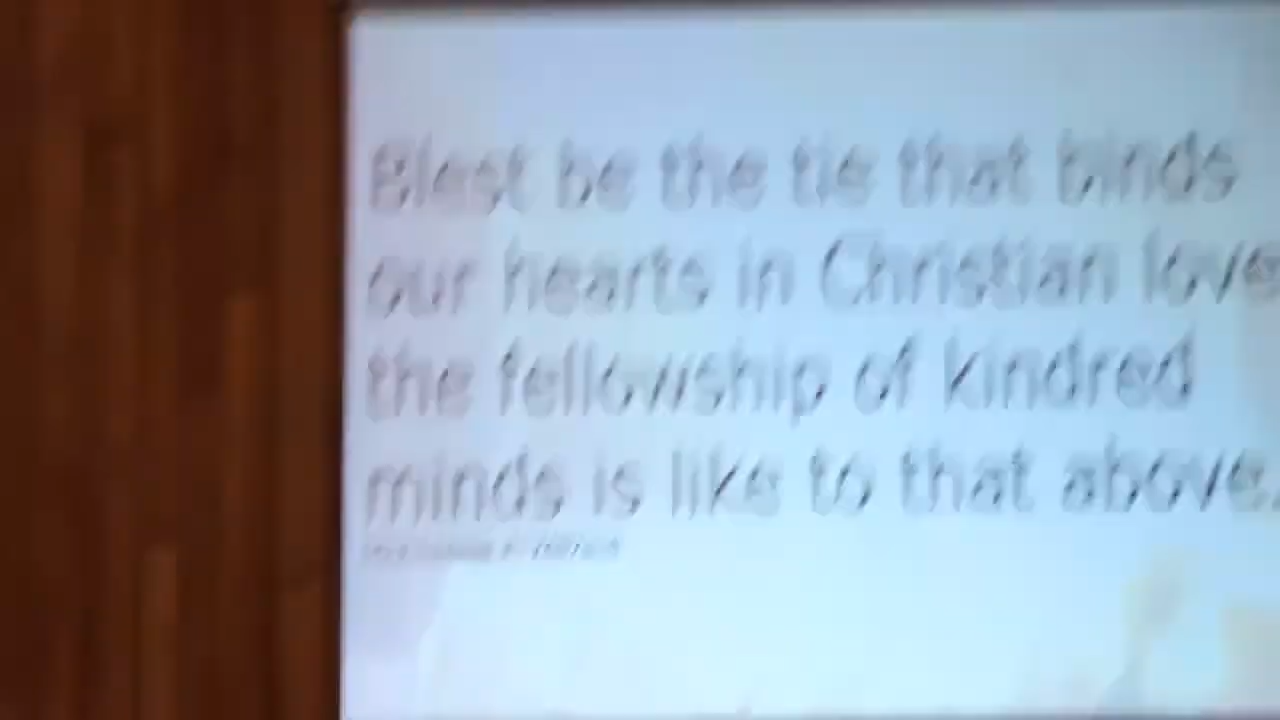 Blest be the tie that binds
our hearts in Christian love
the fellowship of kindred
minds is like to that above.